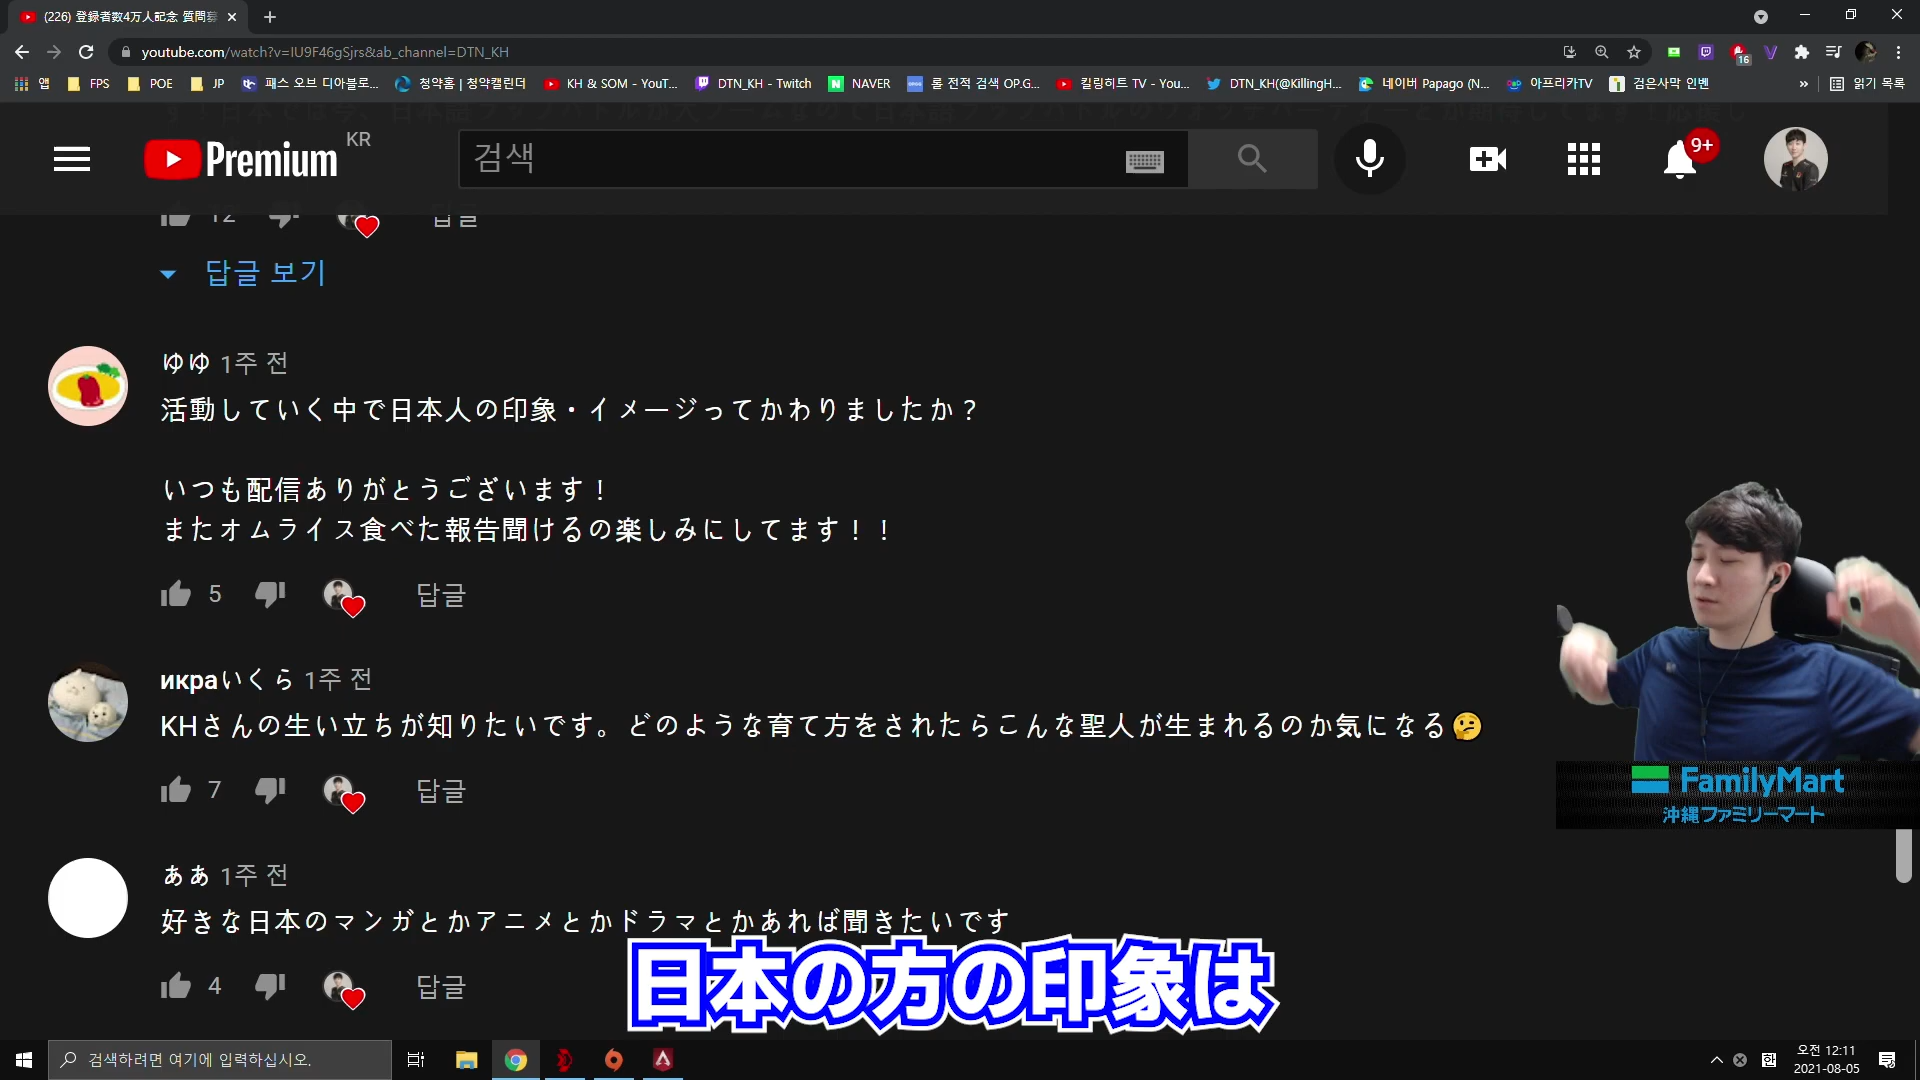 (226) 登録者数4万人記念 質問募
youtube.com/watch?v=IU9F46gSjrs&ab_channel=DTN_KH
16
앱
FPS
POE
JP
패스 오브 디아블로...
청약홈 | 청약캘린더
KH & SOM - YouT...
DTN_KH - Twitch
NAVER
롤 전적 검색 OP.G...
킬링히트 TV - You...
DTN_KH(@KillingH...
네이버 Papago (N...
아프리카TV
검은사막 인벤
»
읽기 목록
Premium
KR
검색
9+
12
답글
답글 보기
ゆゆ 1주 전
活動していく中で日本人の印象・イメージってかわりましたか？
いつも配信ありがとうございます！
またオムライス食べた報告聞けるの楽しみにしてます！！
5
답글
икраいくら 1주 전
KHさんの生い立ちが知りたいです。どのような育て方をされたらこんな聖人が生まれるのか気になる🤔
7
답글
FamilyMart
沖縄ファミリーマート
ああ 1주 전
好きな日本のマンガとかアニメとかドラマとかあれば聞きたいです
4
답글
日本の方の印象は
검색하려면 여기에 입력하십시오.
한
오전 12:11
2021-08-05